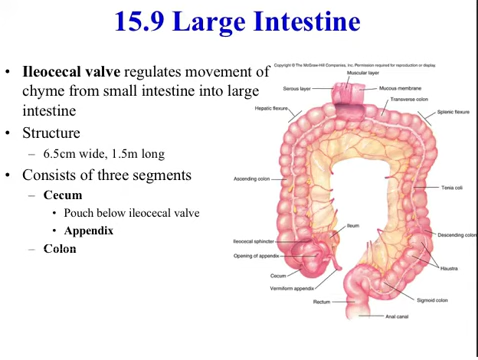 15.9 Large Intestine
• Ileocecal valve regulates movement of
chyme from small intestine into large
intestine
• Structure
– 6.5cm wide, 1.5m long
• Consists of three segments
– Cecum
• Pouch below ileocecal valve
• Appendix
– Colon
Copyright © The McGraw-Hill Companies, Inc. Permission required for reproduction or display.
Muscular layer
Serous layer
Mucous membrane
Transverse colon
Hepatic flexure
Splenic flexure
Ascending colon
Tenia coli
Ileum
Descending colon
Ileocecal sphincter
Opening of appendix
Haustra
Cecum
Vermiform appendix
Sigmoid colon
Rectum
Anal canal